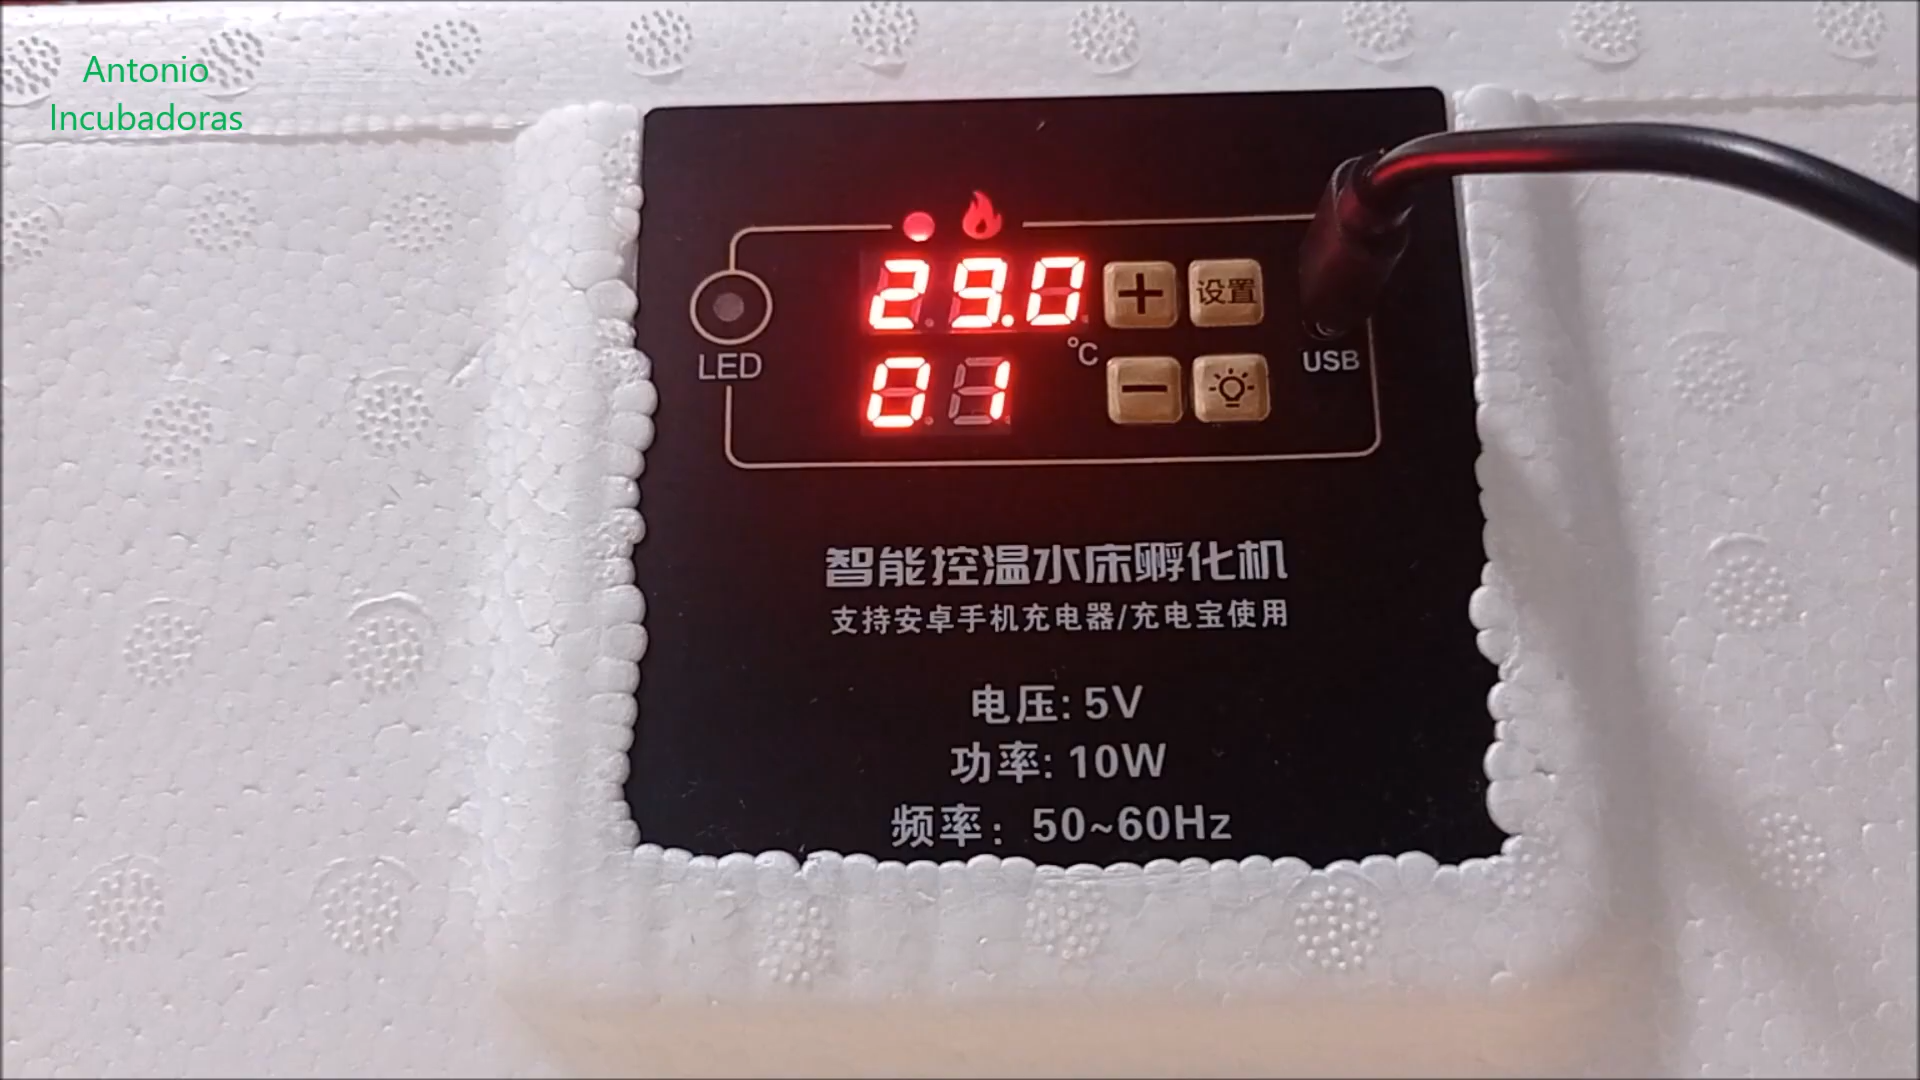 Antonio
Incubadoras
29.0
设置
LED
01
℃
USB
智能控温水床孵化机
支持安卓手机充电器/充电宝使用
电压: 5V
功率: 10W
频率: 50~60Hz